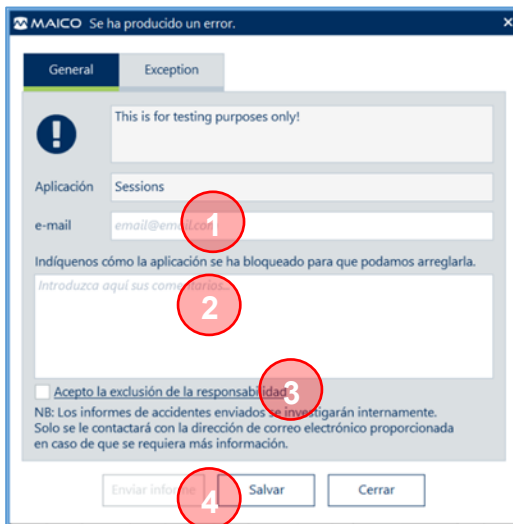 MAICO Se ha producido un error.
General Exception
This is for testing purposes only!
Aplicación Sessions
e-mail email@email.com
1
Indíquenos cómo la aplicación se ha bloqueado para que podamos arreglarla.
Introduzca aquí sus comentarios...
2
Acepto la exclusión de la responsabilidad
3
NB: Los informes de accidentes enviados se investigarán internamente.
Solo se le contactará con la dirección de correo electrónico proporcionada
en caso de que se requiera más información.
Enviar informe Salvar Cerrar
4